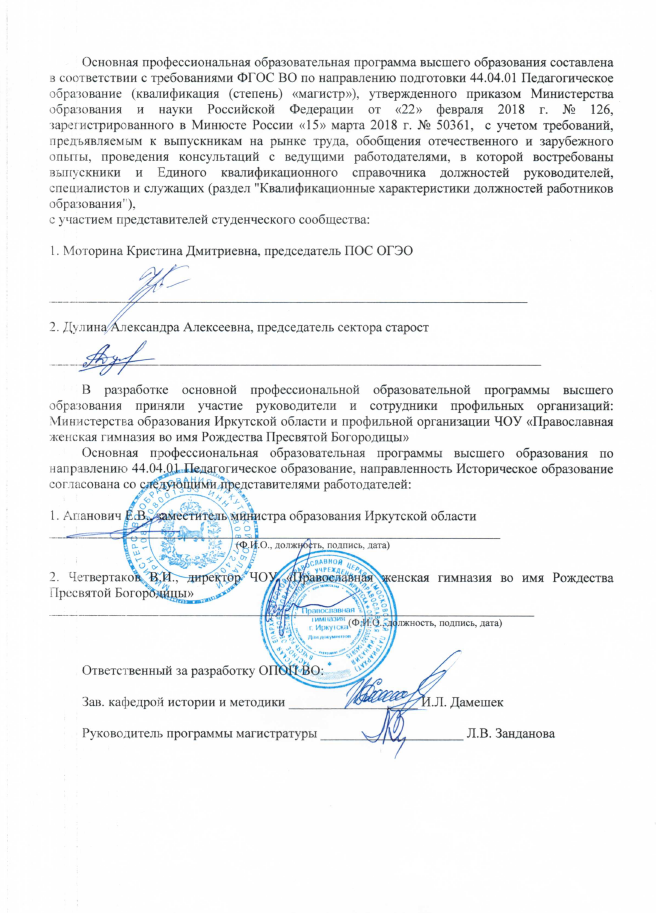 Основная профессиональная образовательная программа высшего образования составлена
в соответствии с требованиями ФГОС ВО по направлению подготовки 44.04.01 Педагогическое
образование (квалификация (степень) «магистр»), утвержденного приказом Министерства
образования и науки Российской Федерации от «22» февраля 2018 г. № 126,
зарегистрированного в Минюсте России «15» марта 2018 г. № 50361, с учетом требований,
предъявляемым к выпускникам на рынке труда, обобщения отечественного и зарубежного
опыты, проведения консультаций с ведущими работодателями, в которой востребованы
выпускники и Единого квалификационного справочника должностей руководителей,
специалистов и служащих (раздел "Квалификационные характеристики должностей работников
образования"),
с участием представителей студенческого сообщества:
1. Моторина Кристина Дмитриевна, председатель ПОС ОГЭО
2. Дулина Александра Алексеевна, председатель сектора старост
В разработке основной профессиональной образовательной программы высшего
образования приняли участие руководители и сотрудники профильных организаций:
Министерства образования Иркутской области и профильной организации ЧОУ «Православная
женская гимназия во имя Рождества Пресвятой Богородицы»
Основная профессиональная образовательная программы высшего образования по
направлению 44.04.01 Педагогическое образование, направленность Историческое образование
согласована со следующими представителями работодателей:
1. Апанович Е.В., заместитель министра образования Иркутской области
(Ф.И.О., должность, подпись, дата)
2. Четвертаков В.И., директор ЧОУ «Православная женская гимназия во имя Рождества
Пресвятой Богородицы»
(Ф.И.О., должность, подпись, дата)
Православная
гимназия
г. Иркутска
Для документов
Ответственный за разработку ОПОП ВО:
Зав. кафедрой истории и методики ____________________ И.Л. Дамешек
Руководитель программы магистратуры ______________________ Л.В. Занданова